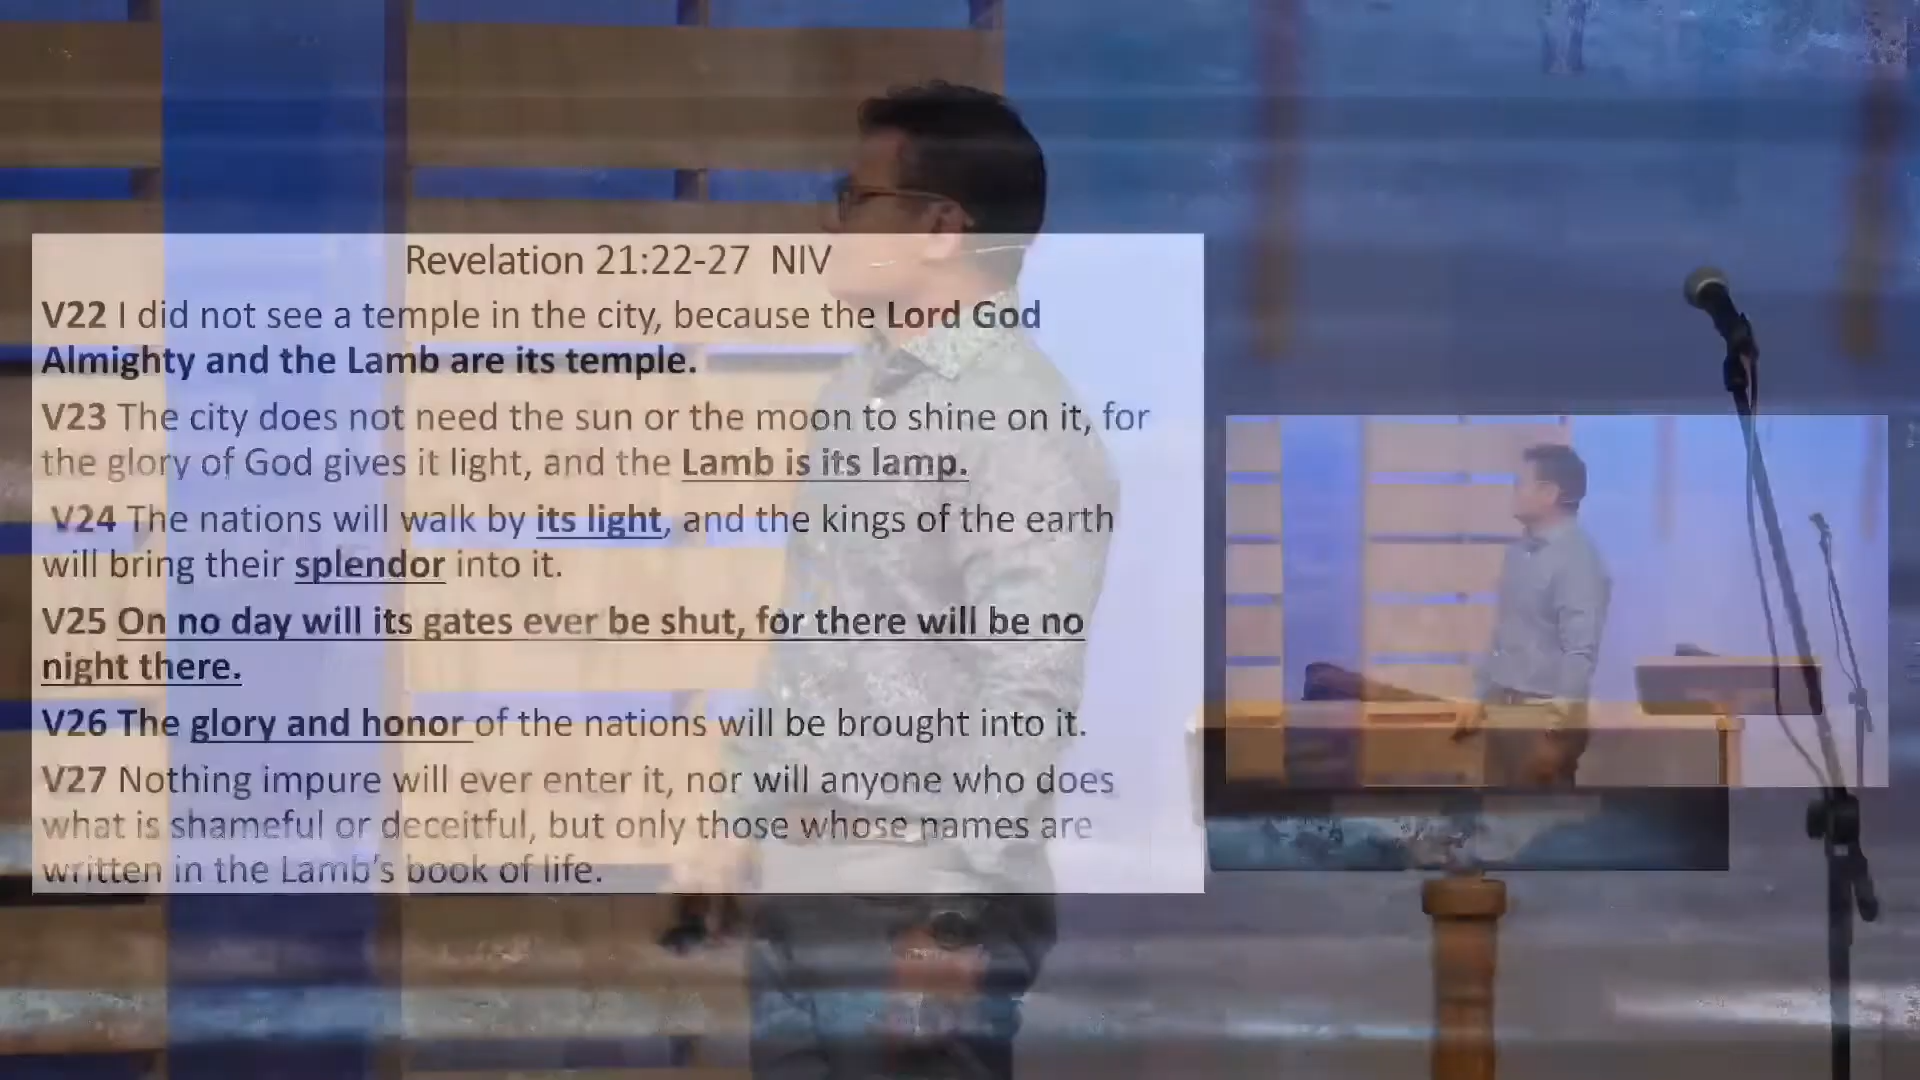 Revelation 21:22-27 NIV
V22 I did not see a temple in the city, because the Lord God
Almighty and the Lamb are its temple.
V23 The city does not need the sun or the moon to shine on it, for
the glory of God gives it light, and the Lamb is its lamp.
V24 The nations will walk by its light, and the kings of the earth
will bring their splendor into it.
V25 On no day will its gates ever be shut, for there will be no
night there.
V26 The glory and honor of the nations will be brought into it.
V27 Nothing impure will ever enter it, nor will anyone who does
what is shameful or deceitful, but only those whose names are
written in the Lamb's book of life.